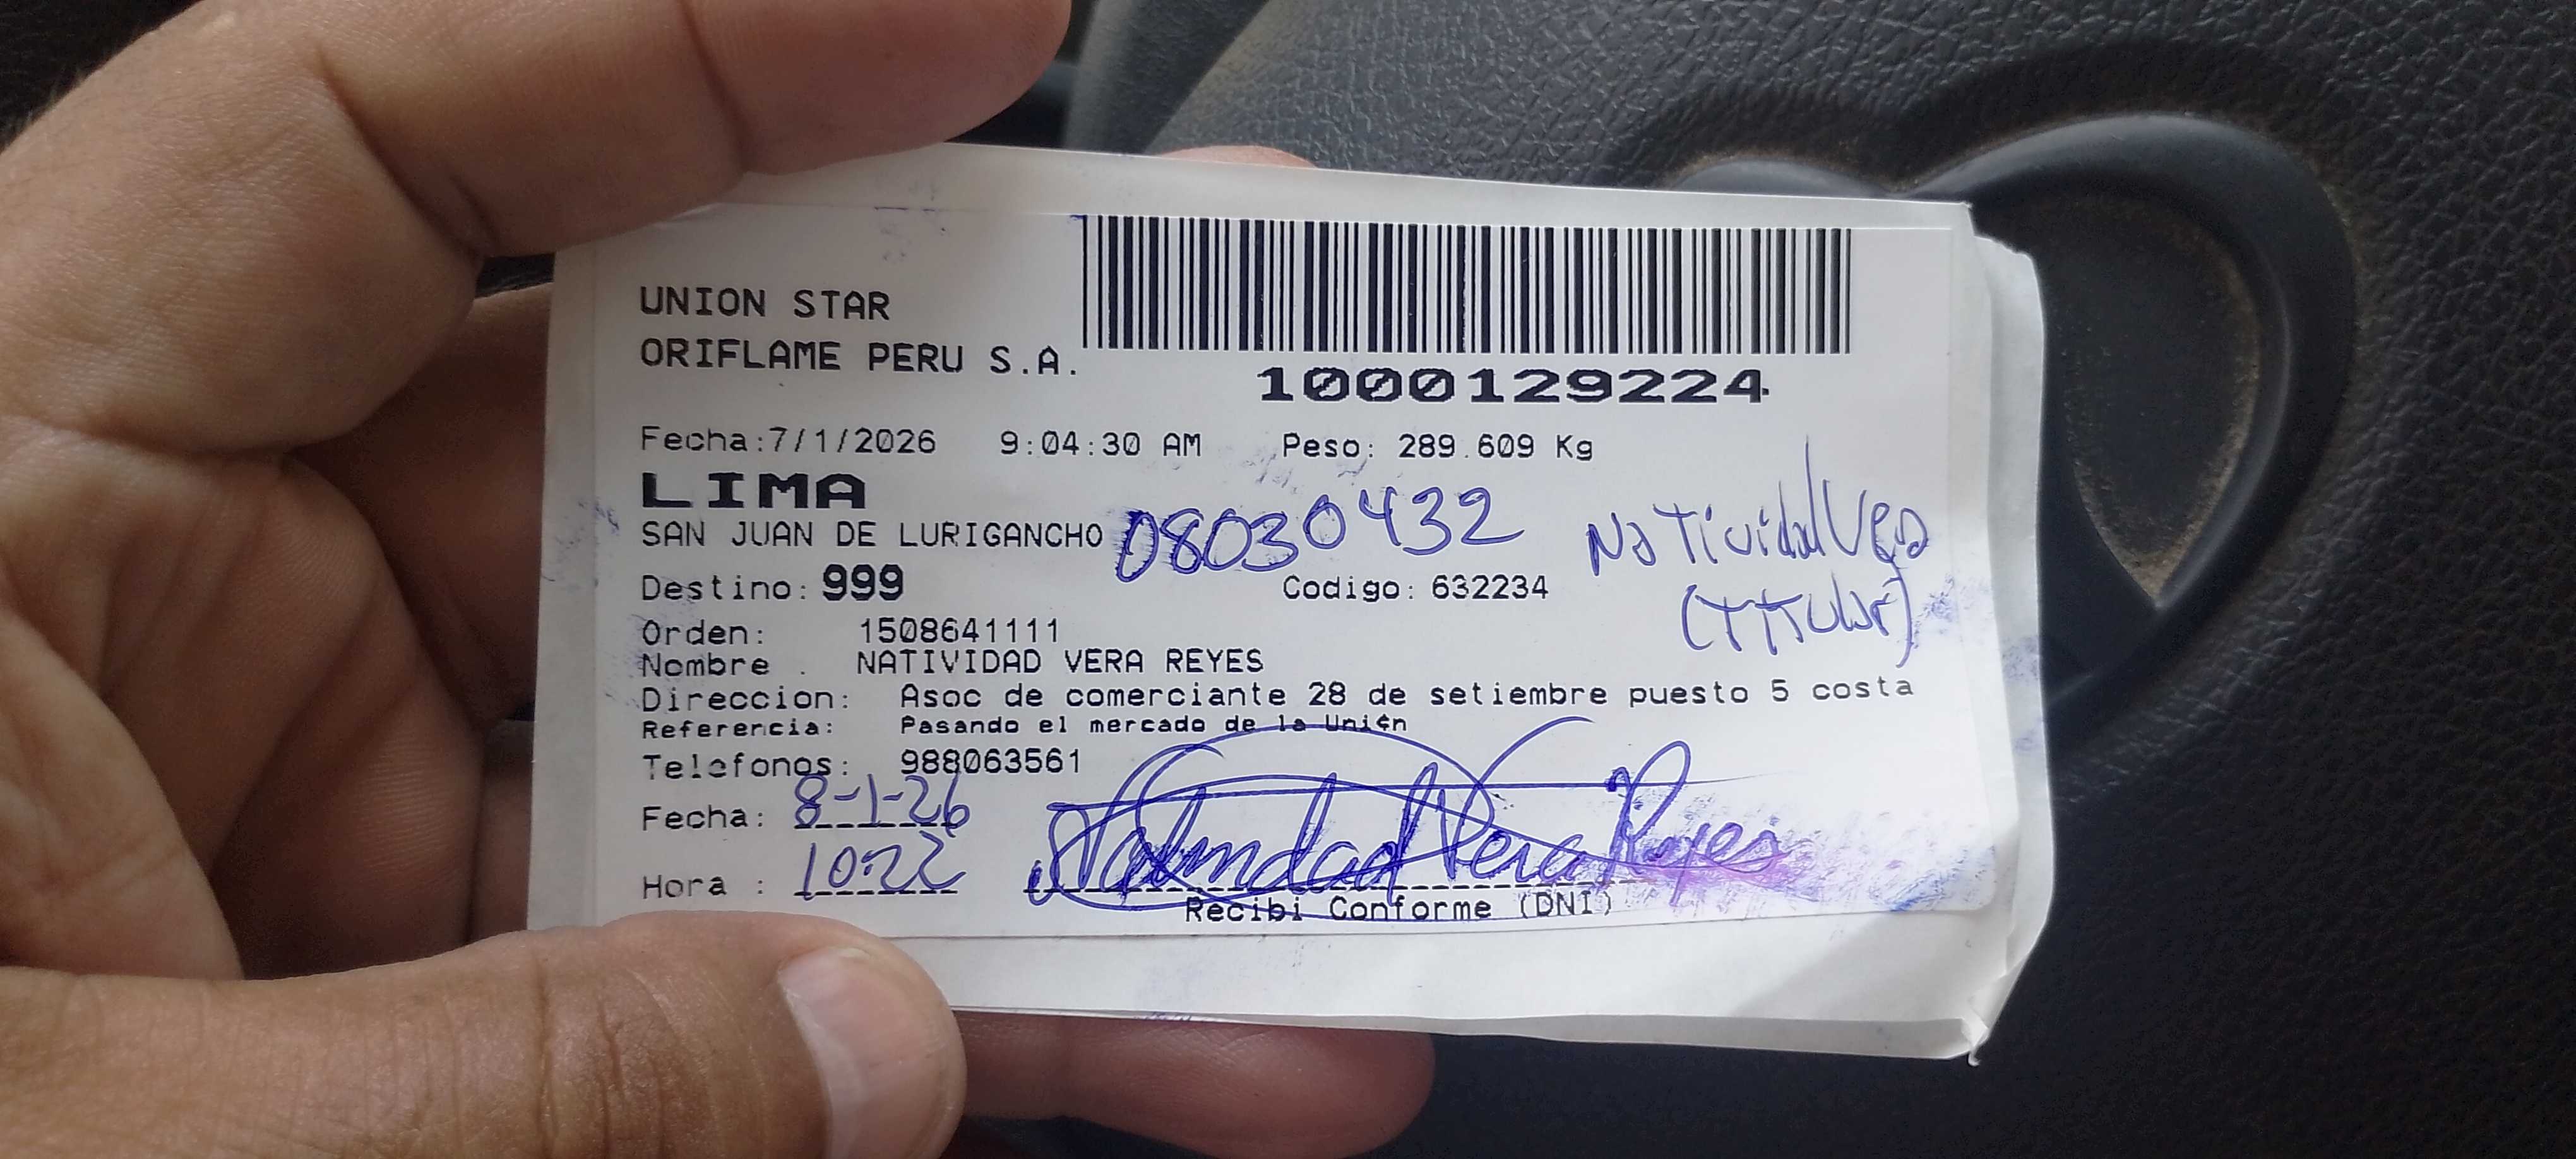 UNION STAR
ORIFLAME PERU S.A.
1000129224
Fecha:7/1/2026 9:04:30 AM Peso: 289.609 Kg
LIMA
SAN JUAN DE LURIGANCHO 08030432 Natividad Vera
(Titular)
Destino: 999 Codigo: 632234
Orden: 1508641111
Nombre . NATIVIDAD VERA REYES
Direccion: Asoc de comerciante 28 de setiembre puesto 5 costa
Referencia: Pasando el mercado de la Uni¢n
Telefonos: 988063561
Fecha: 8-1-26
Hora : 10:22 Natividad Vera Reyes
Recibi Conforme (DNI)